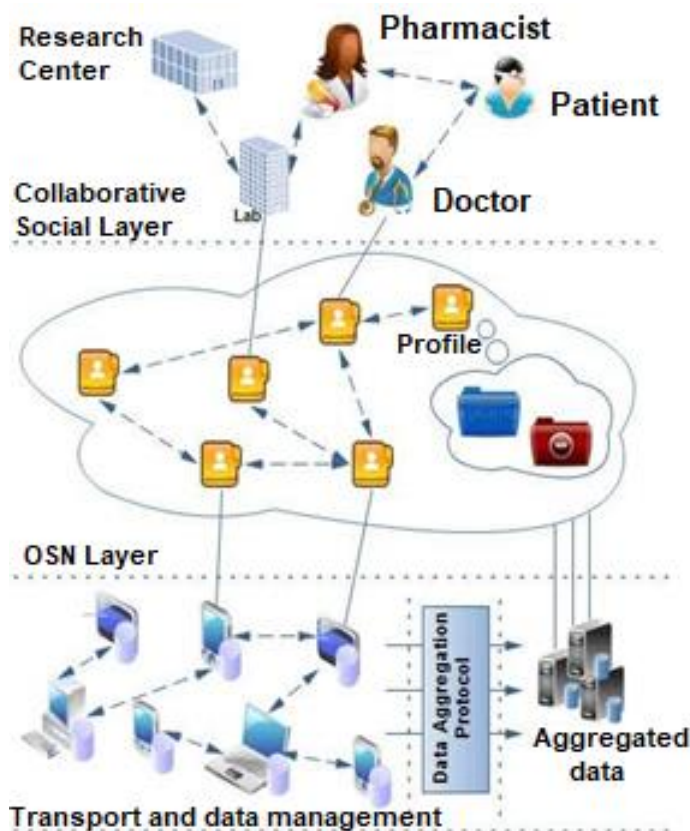 Research
Center
Pharmacist
Patient
Lab
Doctor
Collaborative
Social Layer
Profile
OSN Layer
Data Aggregation
Protocol
Aggregated
data
Transport and data management